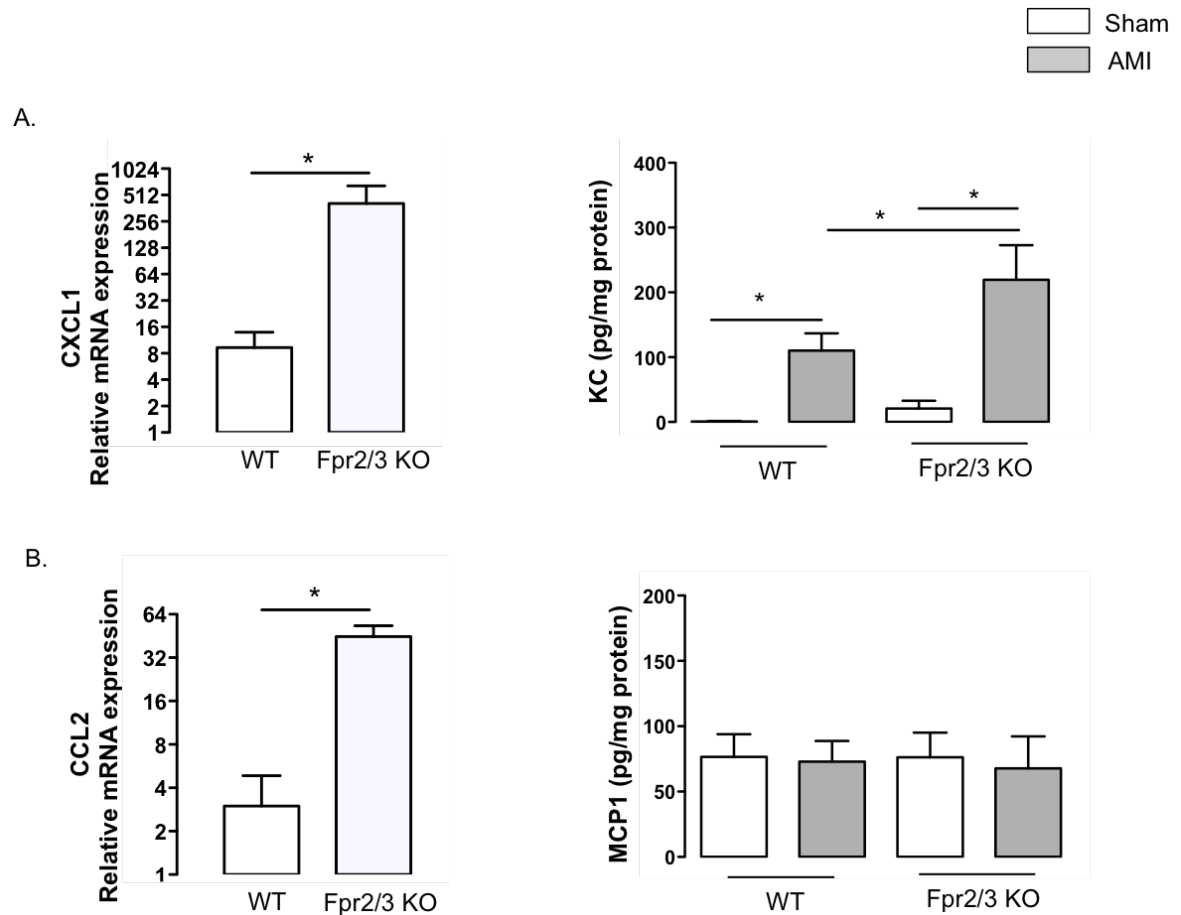 Sham
AMI
A.
CXCL1
Relative mRNA expression
1024
512
256
128
64
32
16
8
4
2
1
*
WT
Fpr2/3 KO
KC (pg/mg protein)
400
300
200
100
0
*
*
*
WT
Fpr2/3 KO
B.
CCL2
Relative mRNA expression
64
32
16
8
4
2
1
*
WT
Fpr2/3 KO
MCP1 (pg/mg protein)
200
150
100
50
0
WT
Fpr2/3 KO